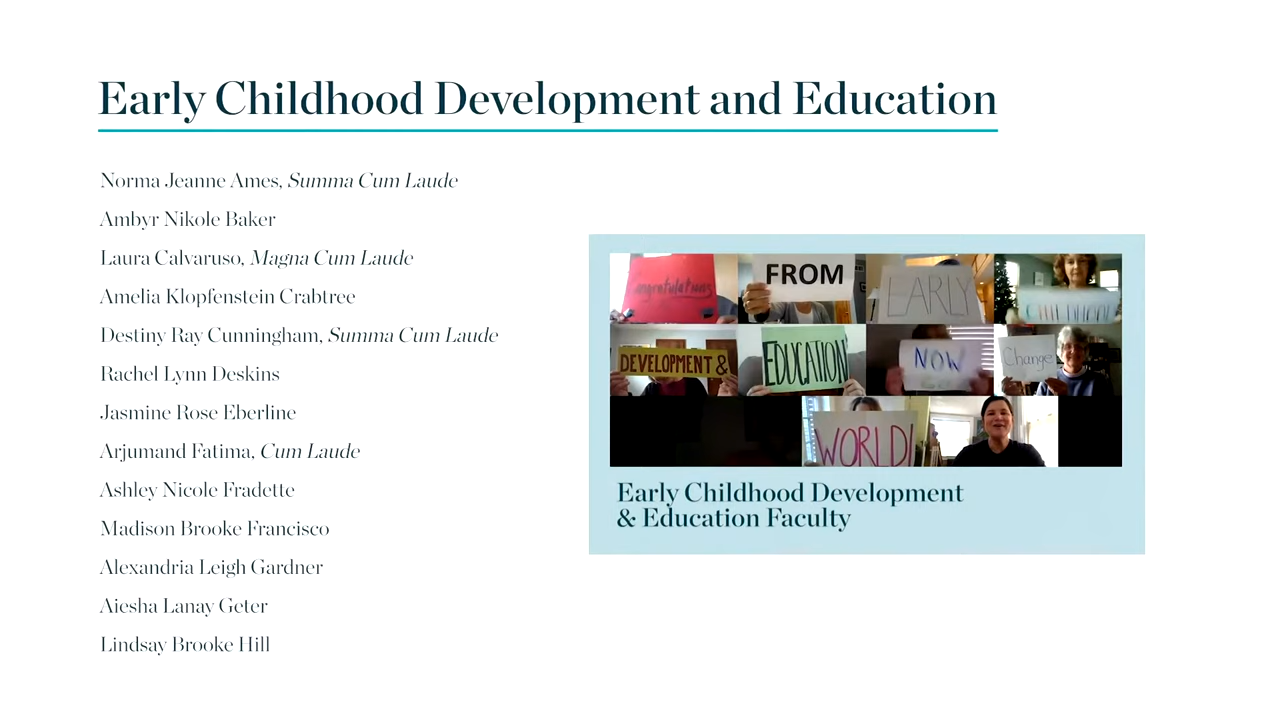 Early Childhood Development and Education
Norma Jeanne Ames, Summa Cum Laude
Ambyr Nikole Baker
Laura Calvaruso, Magna Cum Laude
Amelia Klopfenstein Crabtree
Destiny Ray Cunningham, Summa Cum Laude
Rachel Lynn Deskins
Jasmine Rose Eberline
Arjumand Fatima, Cum Laude
Ashley Nicole Fradette
Madison Brooke Francisco
Alexandria Leigh Gardner
Aiesha Lanay Geter
Lindsay Brooke Hill
FROM
EARLY
CHILDHOOD
DEVELOPMENT &
EDUCATION
NOW
Change
WORLD!
Early Childhood Development
& Education Faculty